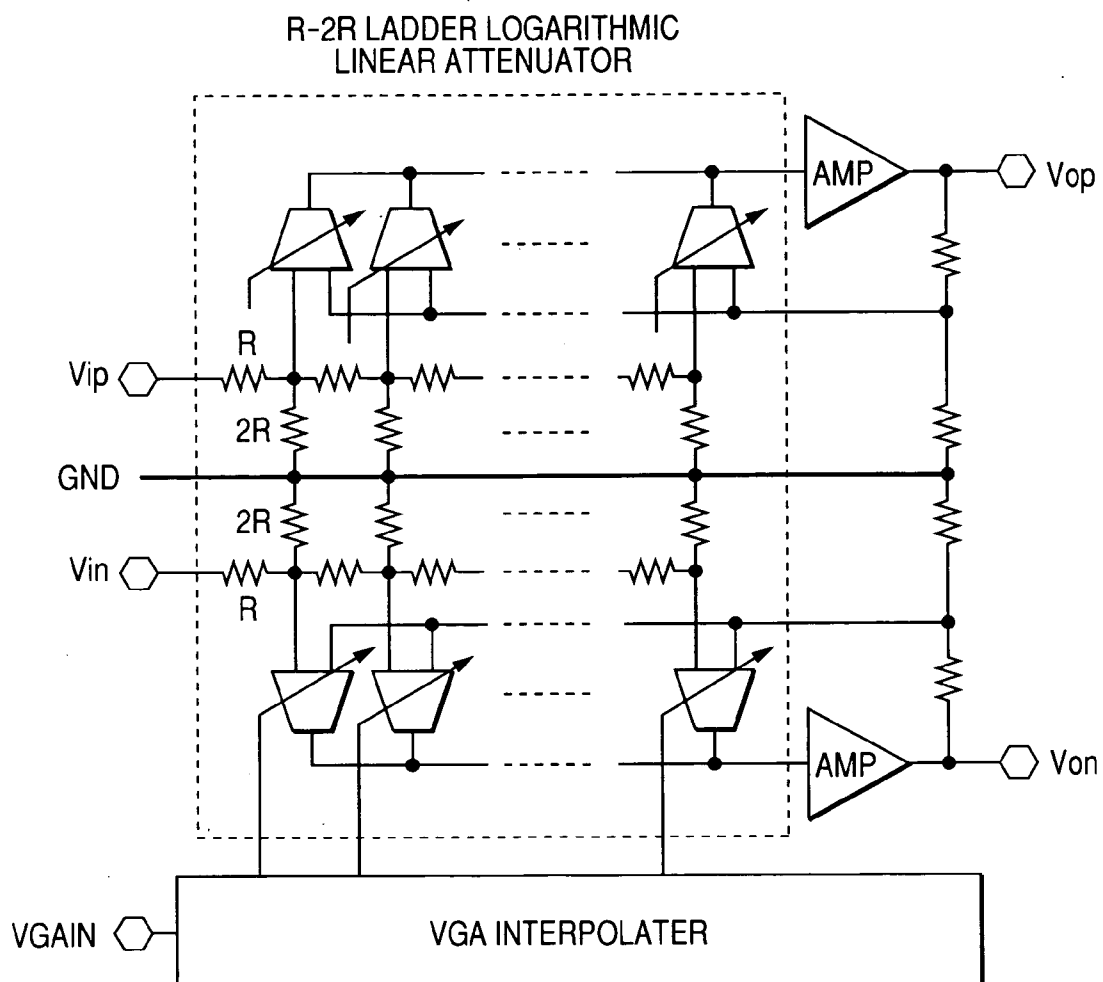 R-2R LADDER LOGARITHMIC
LINEAR ATTENUATOR
AMP
Vop
R
Vip
2R
GND
2R
Vin
R
AMP
Von
VGAIN
VGA INTERPOLATER